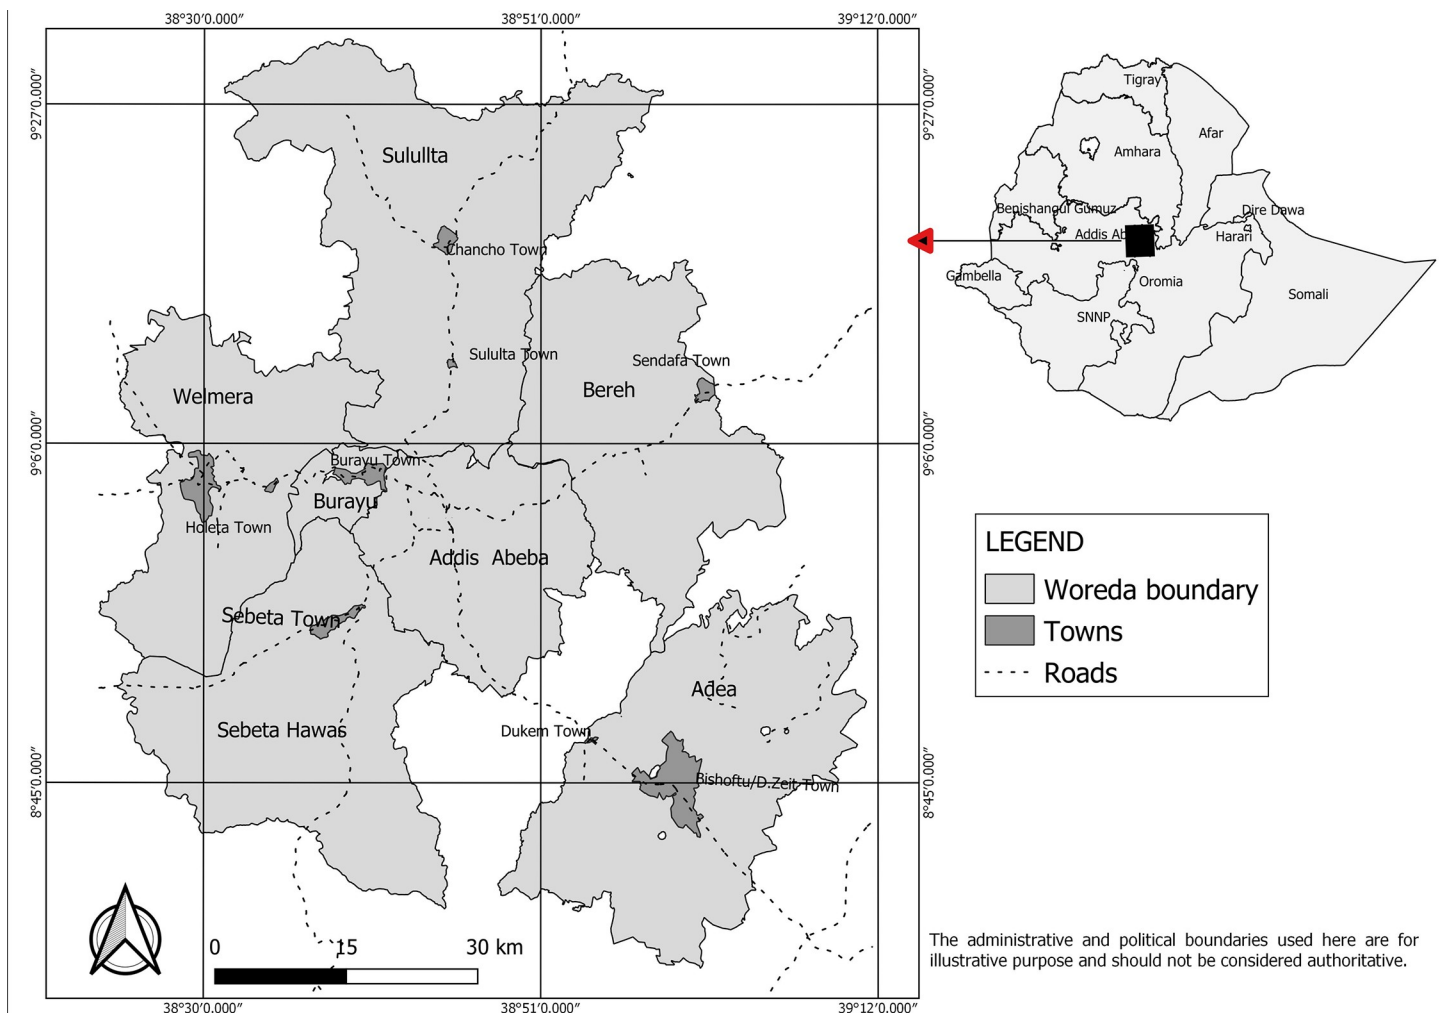 38°30′0.000″
38°51′0.000″
39°12′0.000″
9°27′0.000″
9°27′0.000″
Sulullta
Chancho Town
Sululta Town
Sendafa Town
Bereh
Welmera
9°6′0.000″
9°6′0.000″
Burayu Town
Burayu
Holeta Town
Addis Abeba
Sebeta Town
Adea
Sebeta Hawas
Dukem Town
Bishoftu/D.Zeit Town
8°45′0.000″
8°45′0.000″
0
15
30 km
38°30′0.000″
38°51′0.000″
39°12′0.000″
Tigray
Afar
Amhara
Benishangul Gumuz
Dire Dawa
Addis Ab
Harari
Gambella
Oromia
Somali
SNNP
LEGEND
Woreda boundary
Towns
Roads
The administrative and political boundaries used here are for
illustrative purpose and should not be considered authoritative.